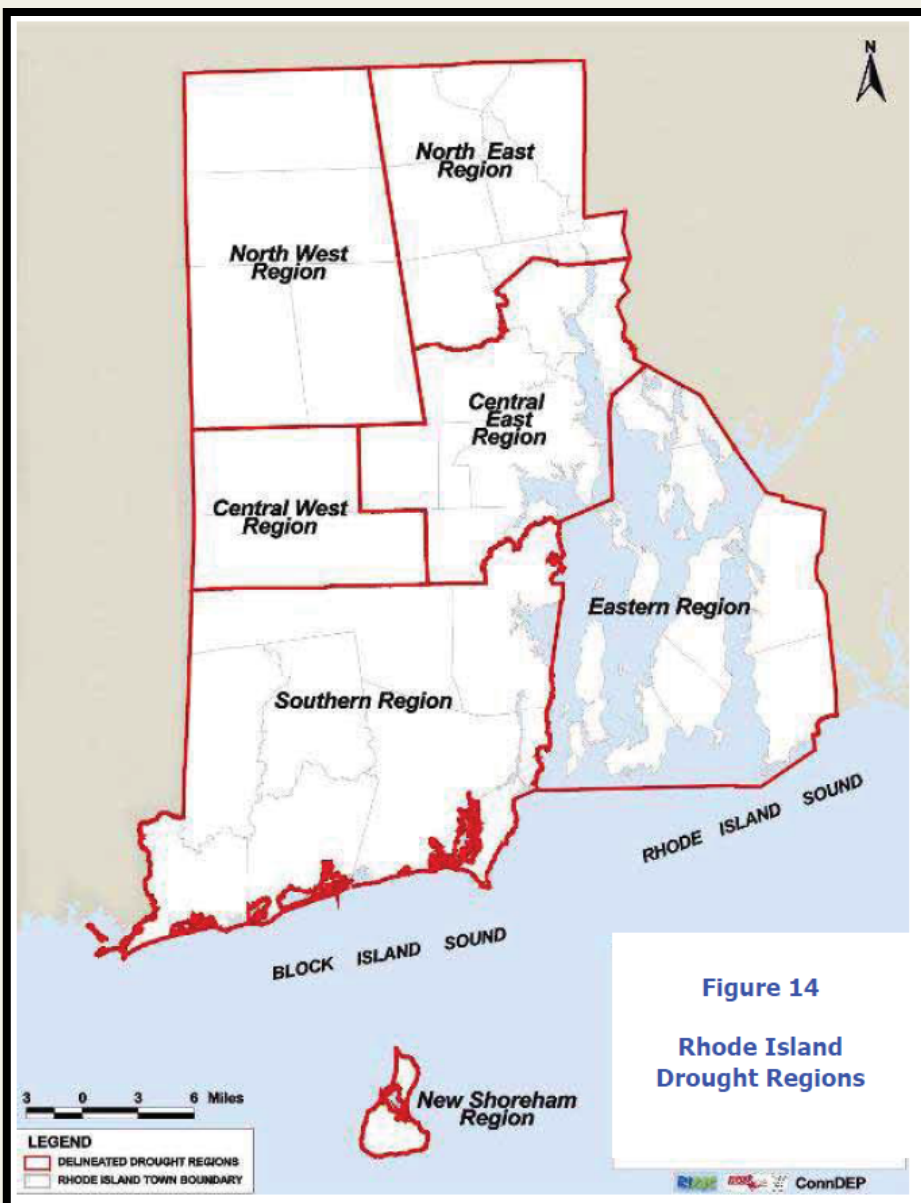 N
North East
Region
North West
Region
Central
East
Region
Central West
Region
Eastern Region
Southern Region
RHODE ISLAND SOUND
BLOCK ISLAND SOUND
Figure 14
Rhode Island
Drought Regions
New Shoreham
Region
3 0 3 6 Miles
LEGEND
DELINEATED DROUGHT REGIONS
RHODE ISLAND TOWN BOUNDARY
ConnDEP